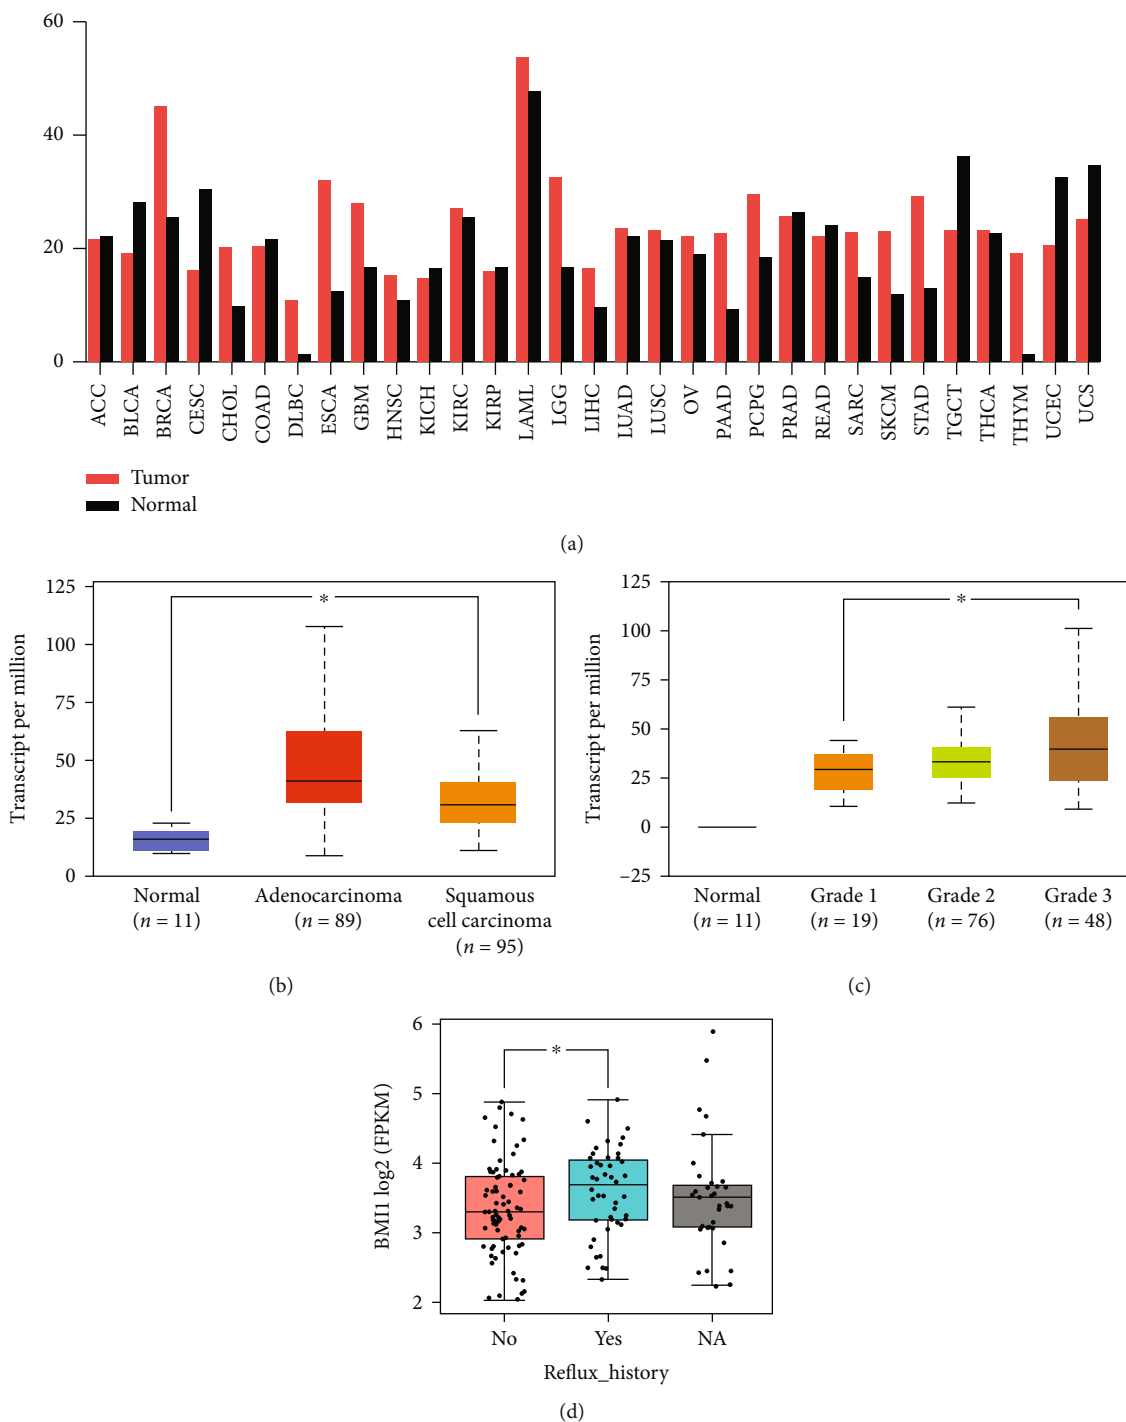 60
40
20
0
ACC BLCA BRCA CESC CHOL COAD DLBC ESCA GBM HNSC KICH KIRC KIRP LAML LGG LIHC LUAD LUSC OV PAAD PCPG PRAD READ SARC SKCM STAD TGCT THCA THYM UCEC UCS
Tumor
Normal
(a)
Transcript per million
125
100
75
50
25
0
*
Normal Adenocarcinoma Squamous
cell carcinoma
(n = 11) (n = 89)
(n = 95)
(b)
Transcript per million
125
100
75
50
25
0
−25
*
Normal Grade 1 Grade 2 Grade 3
(n = 11) (n = 19) (n = 76) (n = 48)
(c)
BMI1 log2 (FPKM)
6
5
4
3
2
*
No Yes NA
Reflux_history
(d)